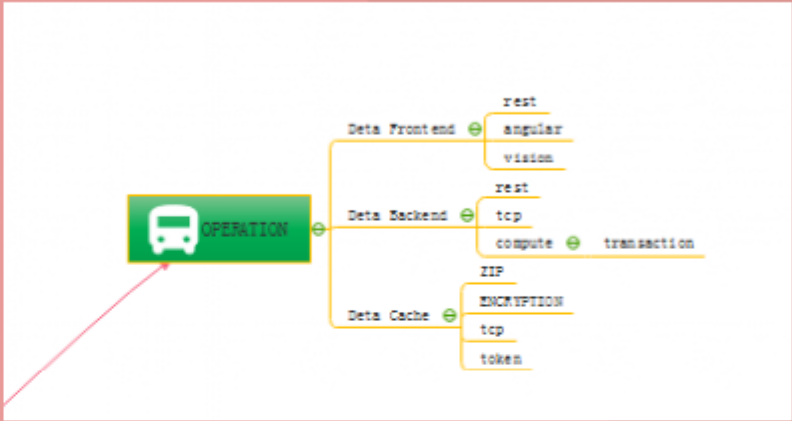 OPERATION
Deta Frontend
rest
angular
vision
Deta Backend
rest
tcp
compute
transaction
Deta Cache
ZIP
ENCRYPTION
tcp
token